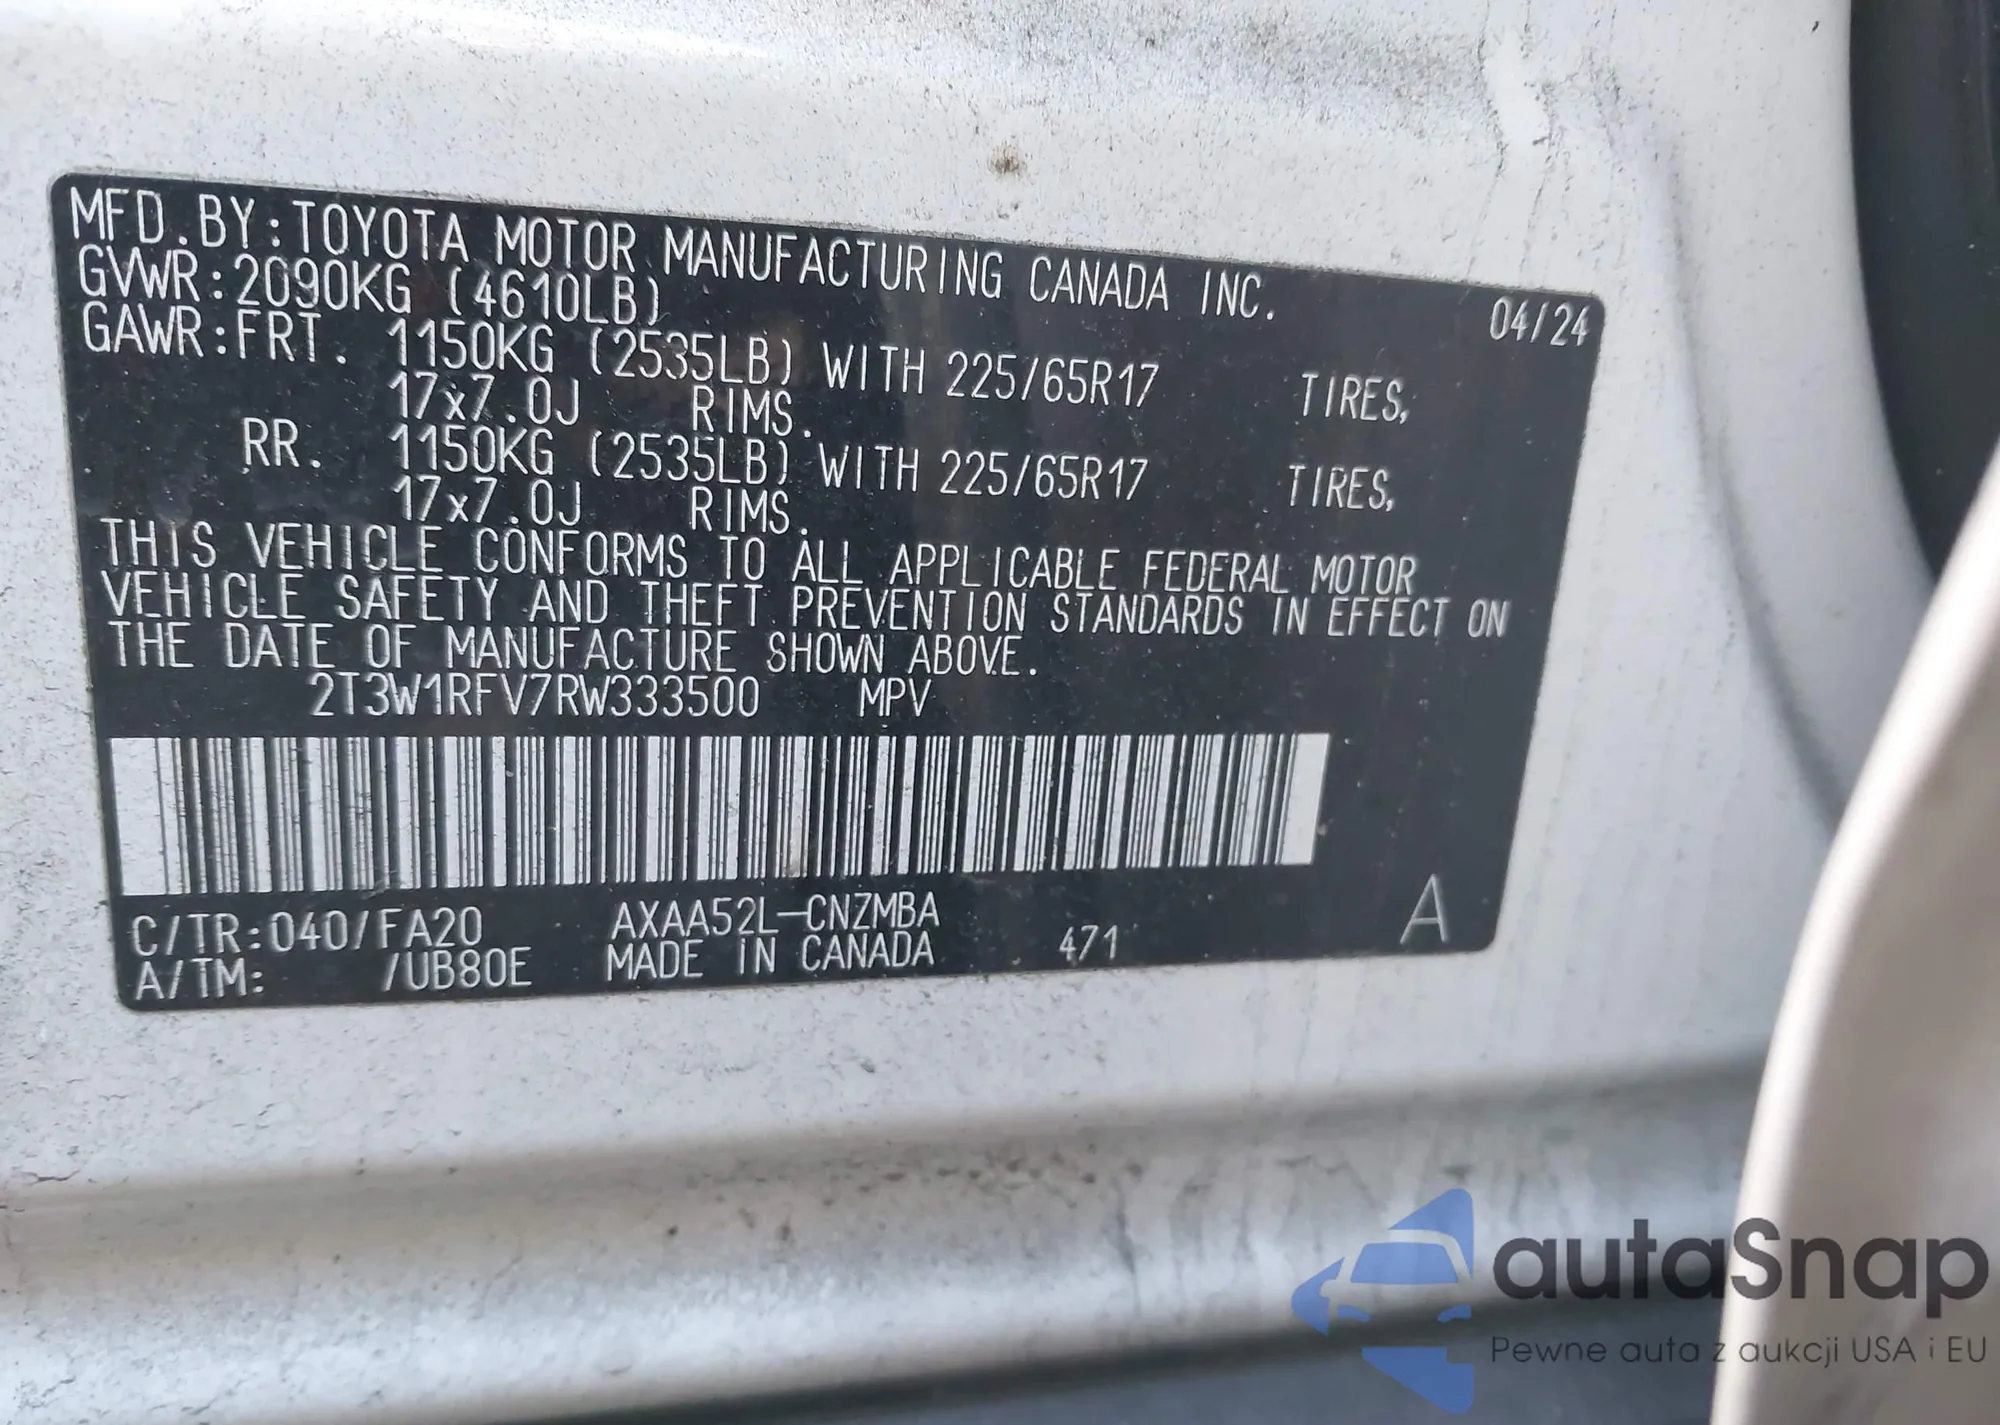 MFD. BY: TOYOTA MOTOR MANUFACTURING CANADA INC. 04/24
GVWR: 2090KG (4610LB)
GAWR: FRT. 1150KG (2535LB) WITH 225/65R17 TIRES,
17x7.0J RIMS.
RR. 1150KG (2535LB) WITH 225/65R17 TIRES,
17x7.0J RIMS.
THIS VEHICLE CONFORMS TO ALL APPLICABLE FEDERAL MOTOR
VEHICLE SAFETY AND THEFT PREVENTION STANDARDS IN EFFECT ON
THE DATE OF MANUFACTURE SHOWN ABOVE.
2T3W1RFV7RW333500 MPV
C/TR: 040/FA20 AXAA52L-CNZMBA
A/TM: /UB80E MADE IN CANADA 471 A
autaSnap
Pewne auta z aukcji USA i EU